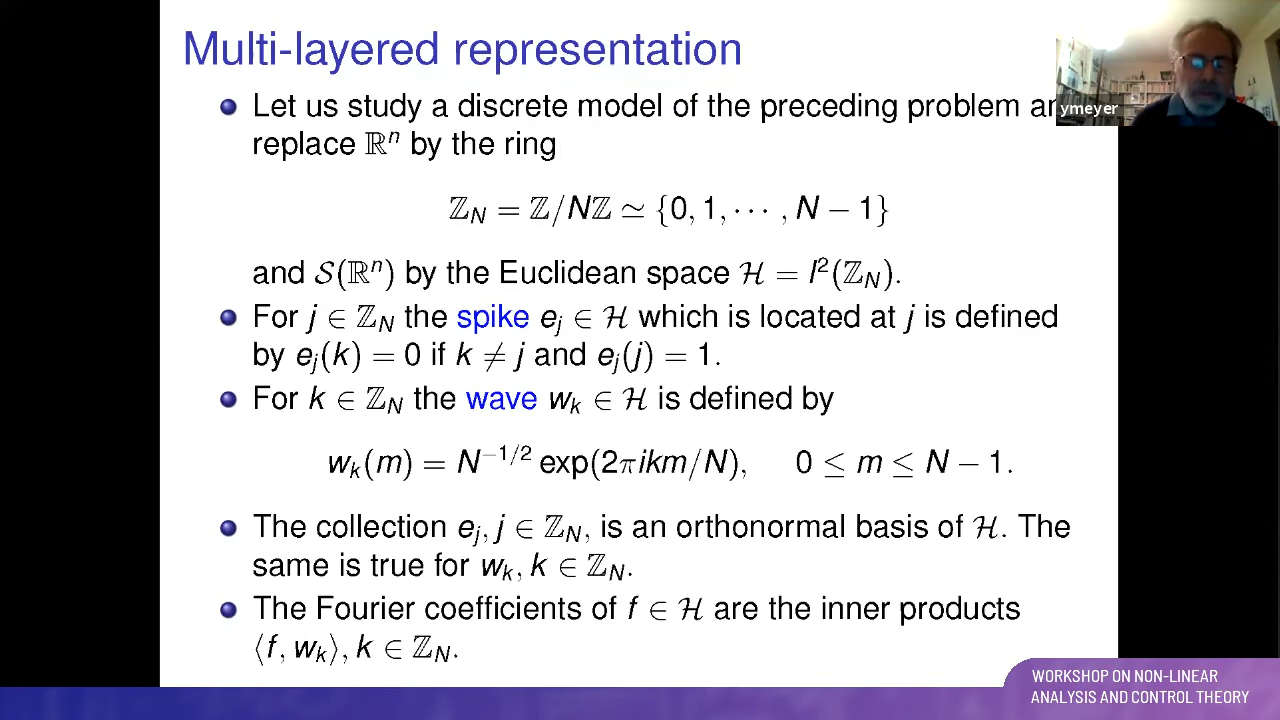 Multi-layered representation
Let us study a discrete model of the preceding problem an
replace ℝⁿ by the ring
ℤ_N = ℤ/Nℤ ≃ {0, 1, ⋯ , N − 1}
and 𝒮(ℝⁿ) by the Euclidean space ℋ = l²(ℤ_N).
For j ∈ ℤ_N the spike e_j ∈ ℋ which is located at j is defined
by e_j(k) = 0 if k ≠ j and e_j(j) = 1.
For k ∈ ℤ_N the wave w_k ∈ ℋ is defined by
w_k(m) = N^{−1/2} exp(2πikm/N), 0 ≤ m ≤ N − 1.
The collection e_j, j ∈ ℤ_N, is an orthonormal basis of ℋ. The
same is true for w_k, k ∈ ℤ_N.
The Fourier coefficients of f ∈ ℋ are the inner products
⟨f, w_k⟩, k ∈ ℤ_N.
ymeyer
WORKSHOP ON NON-LINEAR
ANALYSIS AND CONTROL THEORY